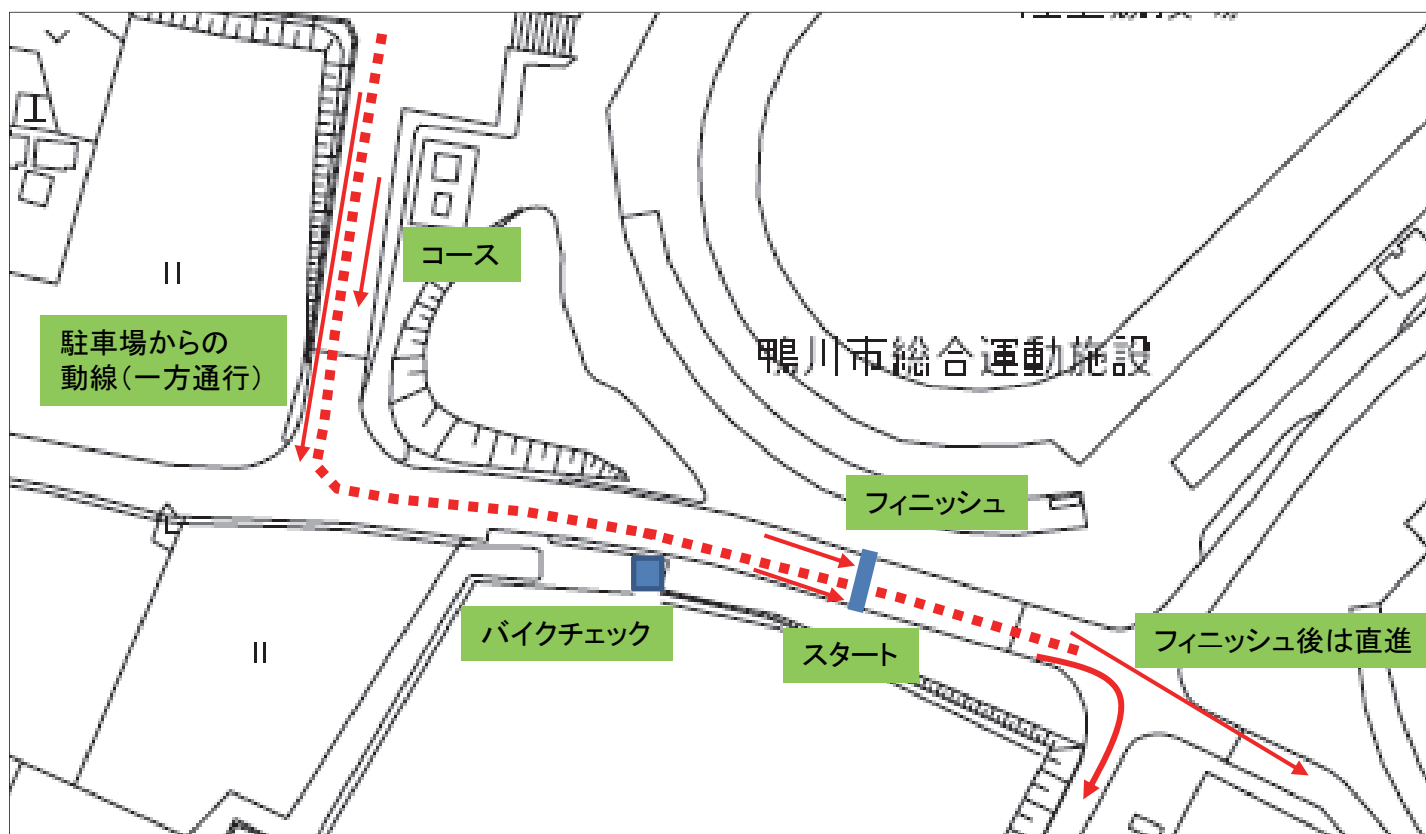 コース
駐車場からの
動線（一方通行）
鴨川市総合運動施設
フィニッシュ
バイクチェック
スタート
フィニッシュ後は直進